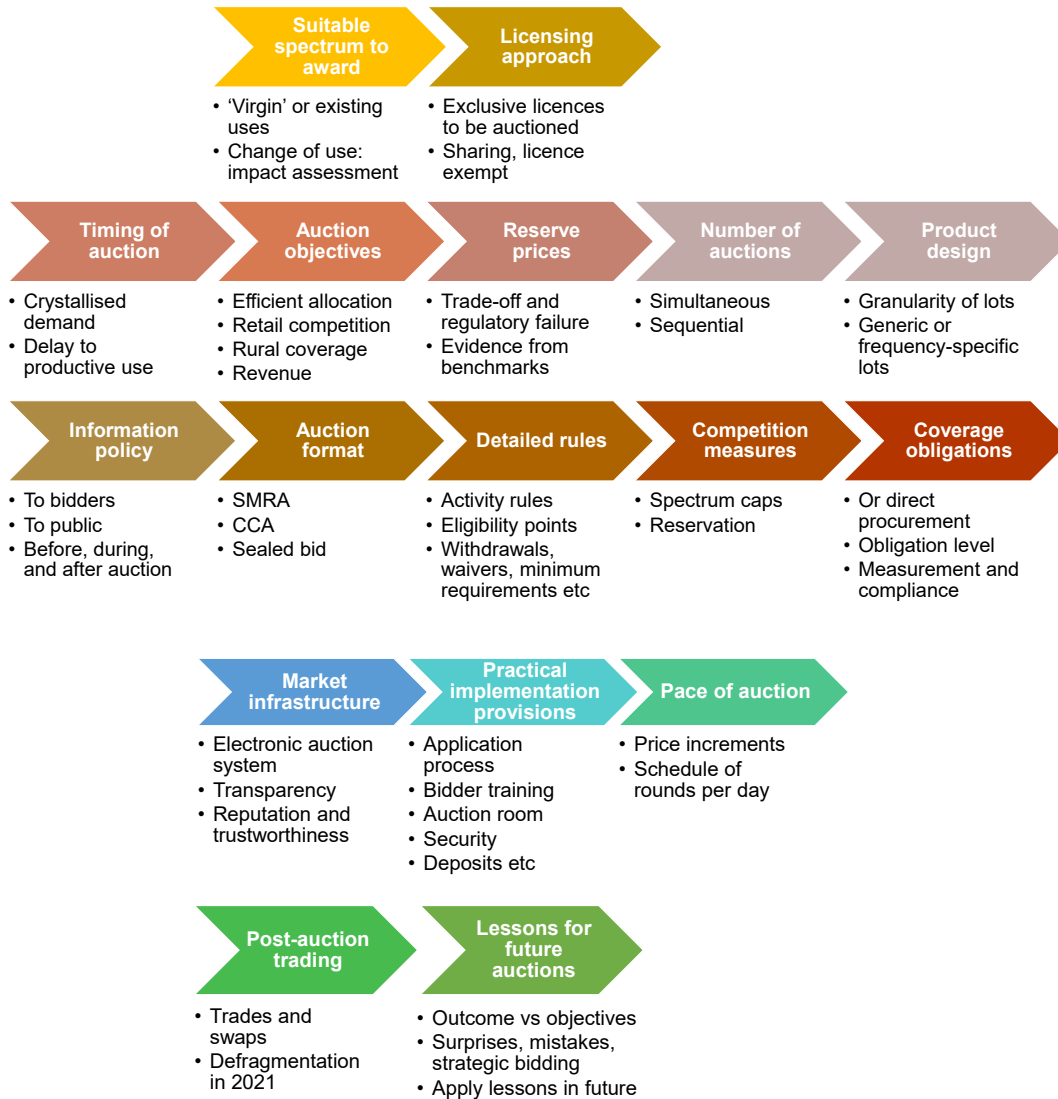 Suitable
spectrum to
award
Licensing
approach
• ‘Virgin’ or existing
uses
• Change of use:
impact assessment
• Exclusive licences
to be auctioned
• Sharing, licence
exempt
Timing of
auction
Auction
objectives
Reserve
prices
Number of
auctions
Product
design
• Crystallised
demand
• Delay to
productive use
• Efficient allocation
• Retail competition
• Rural coverage
• Revenue
• Trade-off and
regulatory failure
• Evidence from
benchmarks
• Simultaneous
• Sequential
• Granularity of lots
• Generic or
frequency-specific
lots
Information
policy
Auction
format
Detailed rules
Competition
measures
Coverage
obligations
• To bidders
• To public
• Before, during,
and after auction
• SMRA
• CCA
• Sealed bid
• Activity rules
• Eligibility points
• Withdrawals,
waivers, minimum
requirements etc
• Spectrum caps
• Reservation
• Or direct
procurement
• Obligation level
• Measurement and
compliance
Market
infrastructure
Practical
implementation
provisions
Pace of auction
• Electronic auction
system
• Transparency
• Reputation and
trustworthiness
• Application
process
• Bidder training
• Auction room
• Security
• Deposits etc
• Price increments
• Schedule of
rounds per day
Post-auction
trading
Lessons for
future
auctions
• Trades and
swaps
• Defragmentation
in 2021
• Outcome vs objectives
• Surprises, mistakes,
strategic bidding
• Apply lessons in future